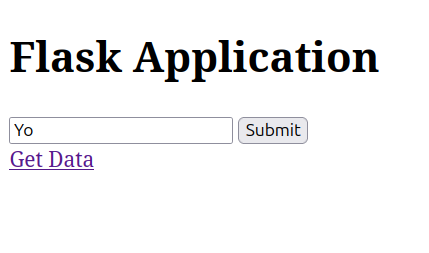 Flask Application
Yo Submit
Get Data